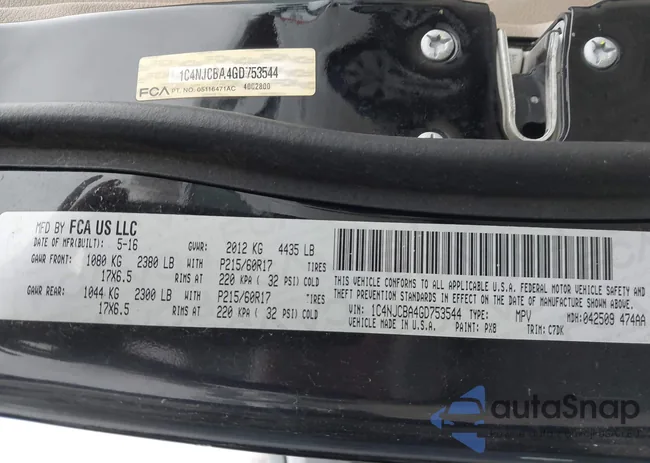 1C4NJCBA4GD753544
FCA PT. NO. 05116471AC 4002800
MFD BY FCA US LLC
DATE OF MFR(BUILT) 5-16 GVWR: 2012 KG 4435 LB
GAWR FRONT: 1080 KG 2380 LB WITH P215/60R17 TIRES
17X6.5 RIMS AT 220 KPA ( 32 PSI) COLD
GAWR REAR: 1044 KG 2300 LB WITH P215/60R17 TIRES
17X6.5 RIMS AT 220 KPA ( 32 PSI) COLD
THIS VEHICLE CONFORMS TO ALL APPLICABLE U.S.A. FEDERAL MOTOR VEHICLE SAFETY AND
THEFT PREVENTION STANDARDS IN EFFECT ON THE DATE OF MANUFACTURE SHOWN ABOVE.
VIN: 1C4NJCBA4GD753544 TYPE: MPV MDH:042509 474AA
VEHICLE MADE IN U.S.A. PAINT: PX8 TRIM: C7DK
autoSnap